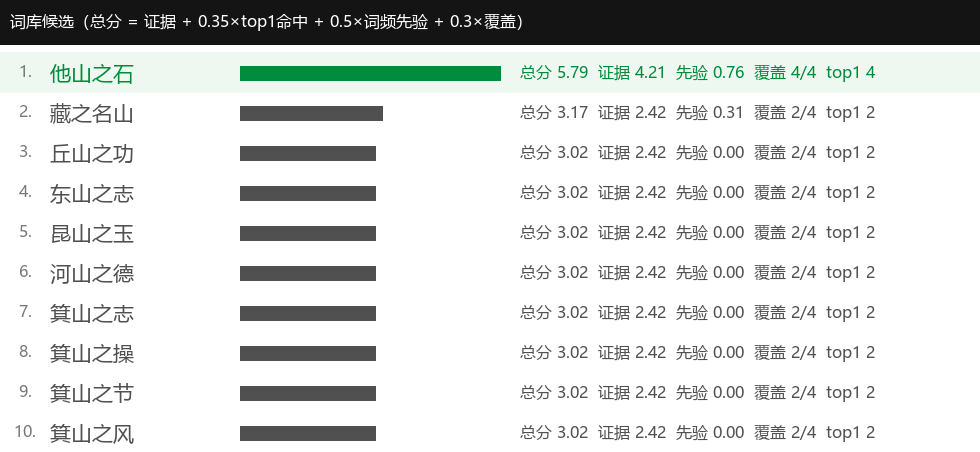 词库候选（总分 = 证据 + 0.35×top1命中 + 0.5×词频先验 + 0.3×覆盖）
1. 他山之石 总分 5.79 证据 4.21 先验 0.76 覆盖 4/4 top1 4
2. 藏之名山 总分 3.17 证据 2.42 先验 0.31 覆盖 2/4 top1 2
3. 丘山之功 总分 3.02 证据 2.42 先验 0.00 覆盖 2/4 top1 2
4. 东山之志 总分 3.02 证据 2.42 先验 0.00 覆盖 2/4 top1 2
5. 昆山之玉 总分 3.02 证据 2.42 先验 0.00 覆盖 2/4 top1 2
6. 河山之德 总分 3.02 证据 2.42 先验 0.00 覆盖 2/4 top1 2
7. 箕山之志 总分 3.02 证据 2.42 先验 0.00 覆盖 2/4 top1 2
8. 箕山之操 总分 3.02 证据 2.42 先验 0.00 覆盖 2/4 top1 2
9. 箕山之节 总分 3.02 证据 2.42 先验 0.00 覆盖 2/4 top1 2
10. 箕山之风 总分 3.02 证据 2.42 先验 0.00 覆盖 2/4 top1 2